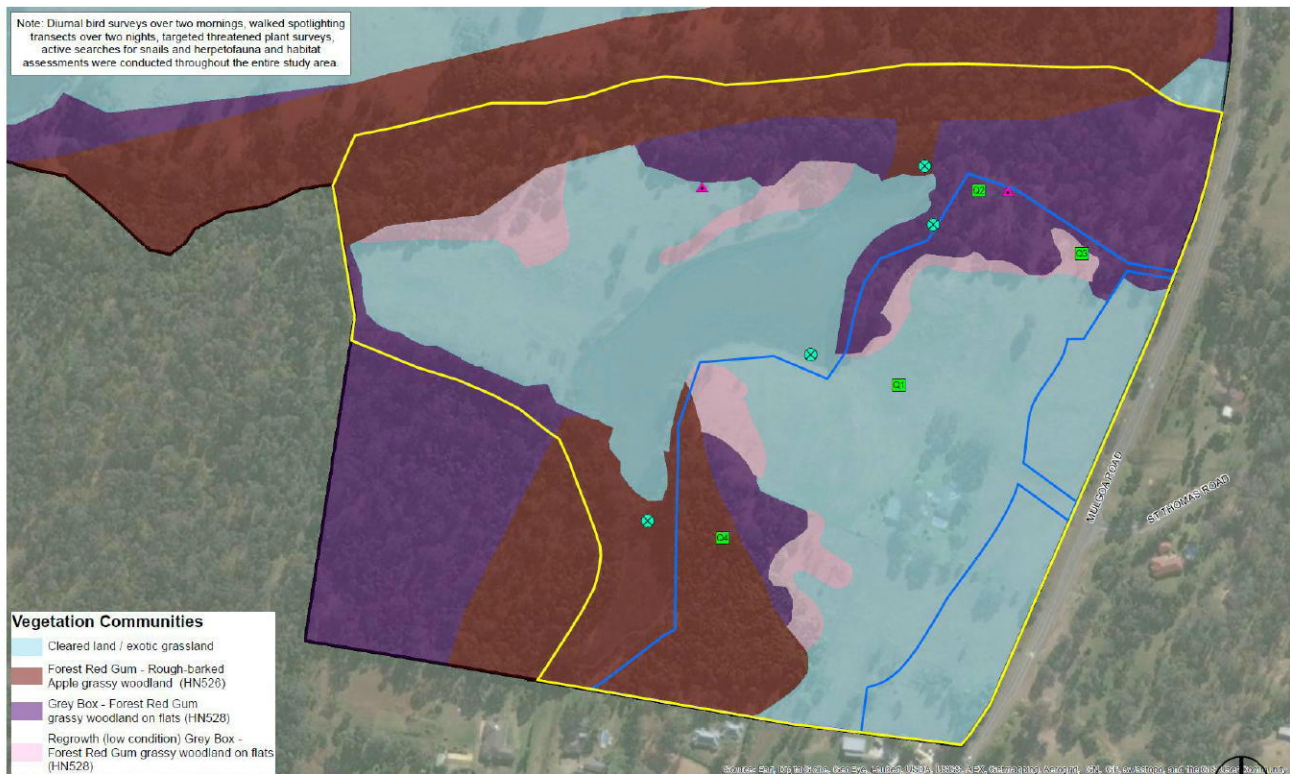 Note: Diurnal bird surveys over two mornings, walked spotlighting
transects over two nights, targeted threatened plant surveys,
active searches for snails and herpetofauna and habitat
assessments were conducted throughout the entire study area.
Q2
Q3
Q1
MULGOA ROAD
ST THOMAS ROAD
Q4
Vegetation Communities
Cleared land / exotic grassland
Forest Red Gum - Rough-barked
Apple grassy woodland (HN526)
Grey Box - Forest Red Gum
grassy woodland on flats (HN528)
Regrowth (low condition) Grey Box -
Forest Red Gum grassy woodland on flats
(HN528)